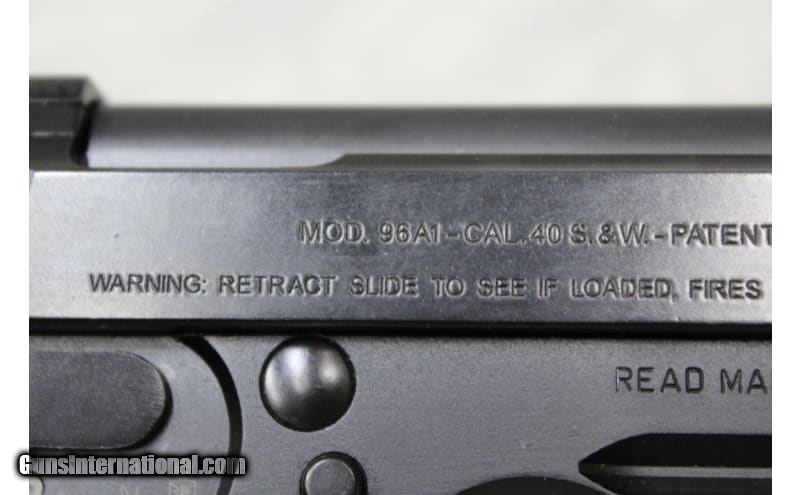 MOD. 96A1-CAL. 40 S.&W.-PATENT
WARNING: RETRACT SLIDE TO SEE IF LOADED, FIRES
READ MA
GunsInternational.com